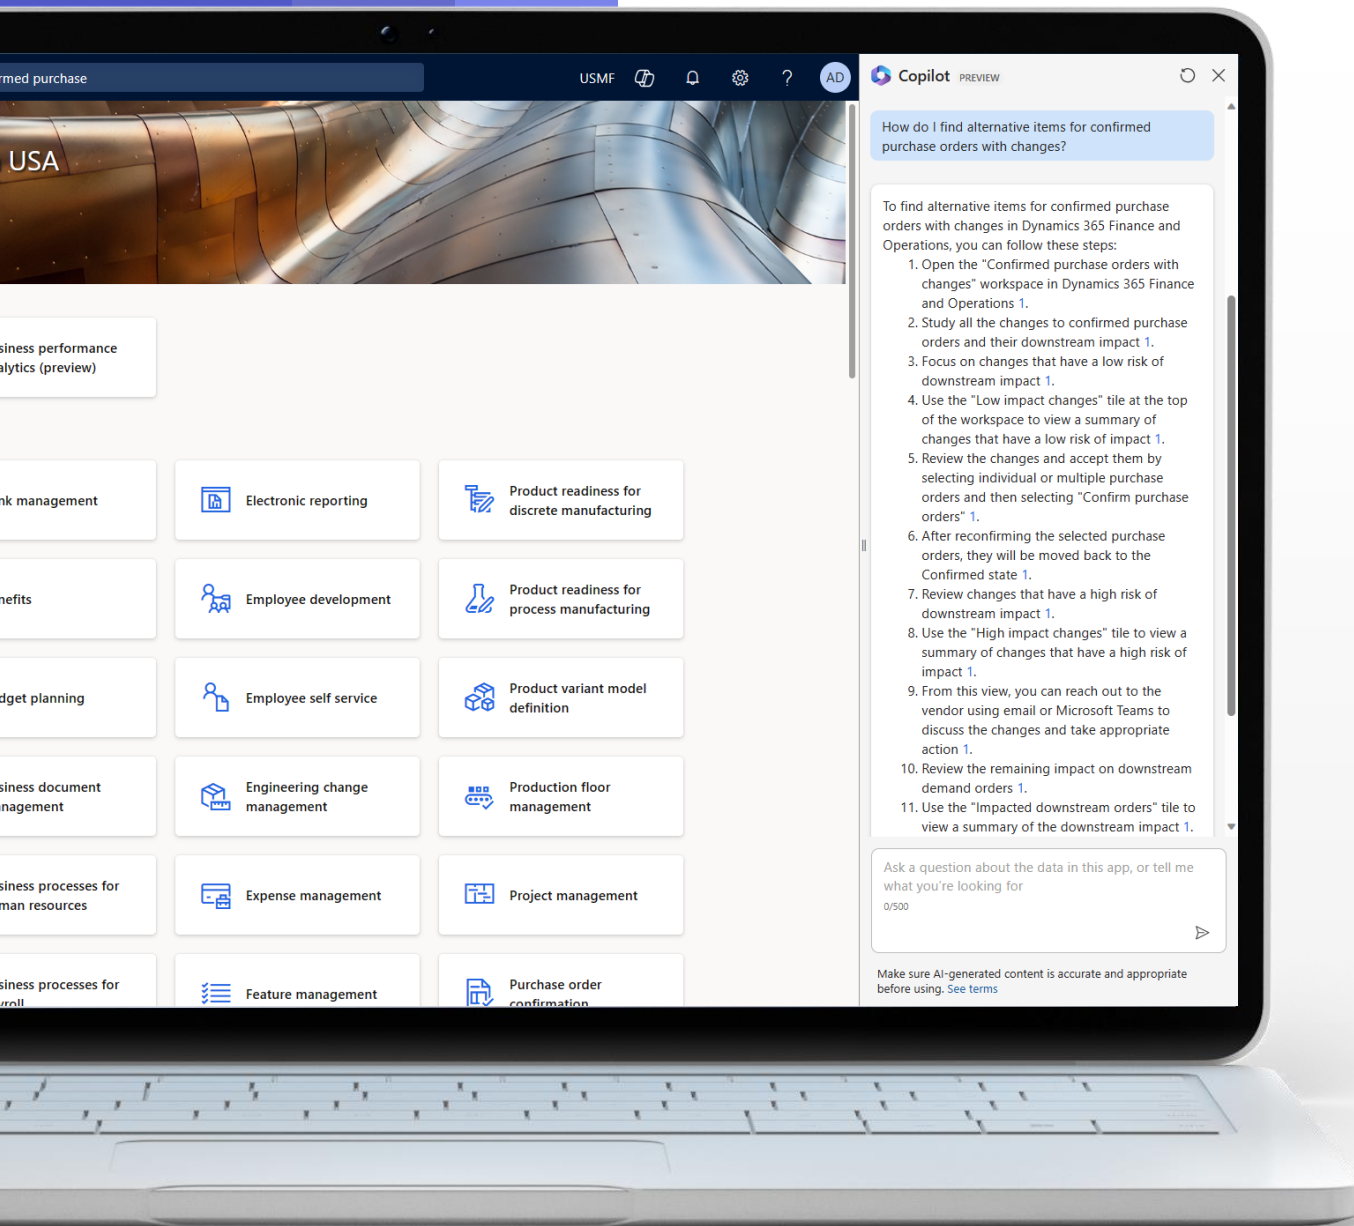 rmed purchase
USMF
AD
USA
siness performance
alytics (preview)
nk management
Electronic reporting
Product readiness for
discrete manufacturing
nefits
Employee development
Product readiness for
process manufacturing
dget planning
Employee self service
Product variant model
definition
siness document
nagement
Engineering change
management
Production floor
management
siness processes for
man resources
Expense management
Project management
siness processes for
yroll
Feature management
Purchase order
confirmation
Copilot PREVIEW
How do I find alternative items for confirmed
purchase orders with changes?
To find alternative items for confirmed purchase
orders with changes in Dynamics 365 Finance and
Operations, you can follow these steps:
1. Open the "Confirmed purchase orders with
changes" workspace in Dynamics 365 Finance
and Operations 1.
2. Study all the changes to confirmed purchase
orders and their downstream impact 1.
3. Focus on changes that have a low risk of
downstream impact 1.
4. Use the "Low impact changes" tile at the top
of the workspace to view a summary of
changes that have a low risk of impact 1.
5. Review the changes and accept them by
selecting individual or multiple purchase
orders and then selecting "Confirm purchase
orders" 1.
6. After reconfirming the selected purchase
orders, they will be moved back to the
Confirmed state 1.
7. Review changes that have a high risk of
downstream impact 1.
8. Use the "High impact changes" tile to view a
summary of changes that have a high risk of
impact 1.
9. From this view, you can reach out to the
vendor using email or Microsoft Teams to
discuss the changes and take appropriate
action 1.
10. Review the remaining impact on downstream
demand orders 1.
11. Use the "Impacted downstream orders" tile to
view a summary of the downstream impact 1.
Ask a question about the data in this app, or tell me
what you're looking for
0/500
Make sure AI-generated content is accurate and appropriate
before using. See terms